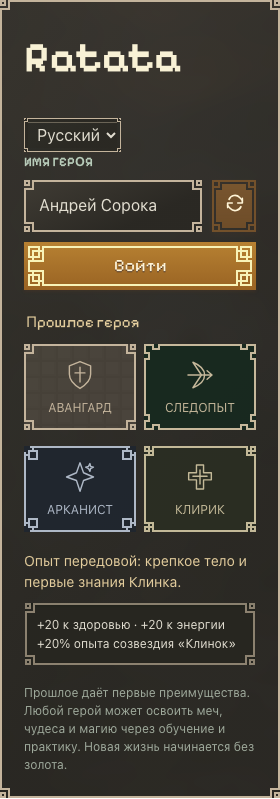 Ratata
Русский
ИМЯ ГЕРОЯ
Андрей Сорока
Войти
Прошлое героя
АВАНГАРД
СЛЕДОПЫТ
АРКАНИСТ
КЛИРИК
Опыт передовой: крепкое тело и
первые знания Клинка.
+20 к здоровью · +20 к энергии
+20% опыта созвездия «Клинок»
Прошлое даёт первые преимущества.
Любой герой может освоить меч,
чудеса и магию через обучение и
практику. Новая жизнь начинается без
золота.